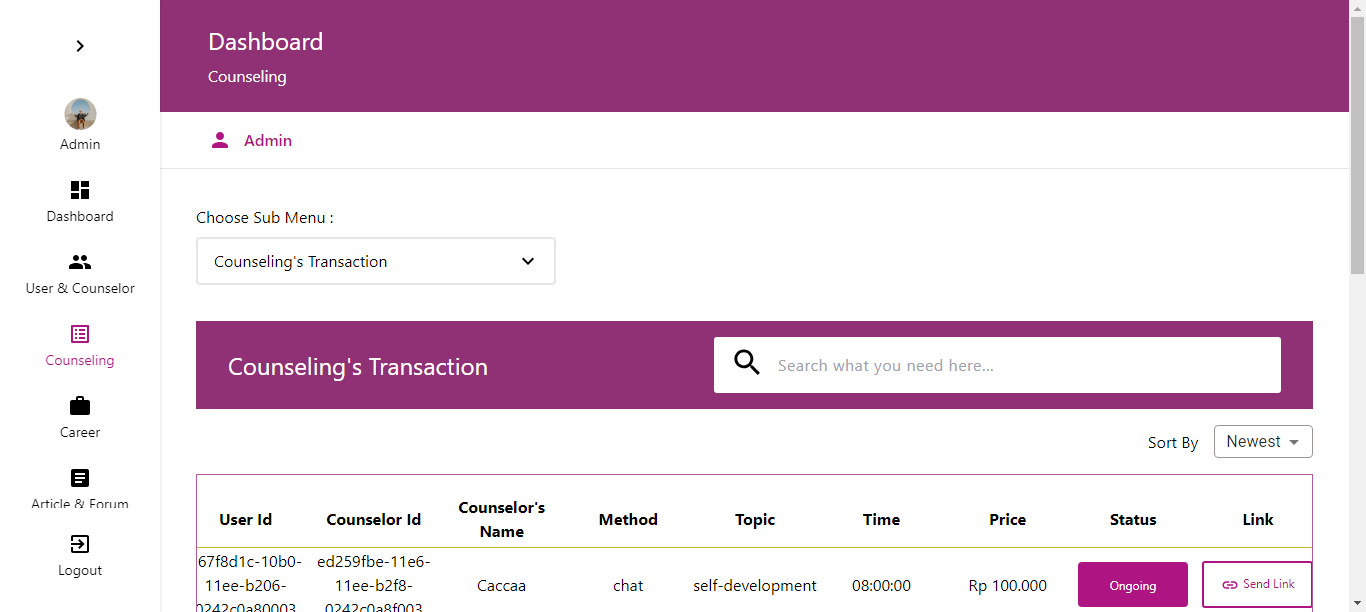 Dashboard
Counseling
Admin
Admin
Dashboard
User & Counselor
Counseling
Career
Article & Forum
Logout
Choose Sub Menu :
Counseling's Transaction
Counseling's Transaction
Search what you need here...
Sort By Newest
User Id Counselor Id Counselor's Name Method Topic Time Price Status Link
67f8d1c-10b0-
11ee-b206-
0242c0a80003
ed259fbe-11e6-
11ee-b2f8-
0242c0a8f003
Caccaa chat self-development 08:00:00 Rp 100.000 Ongoing Send Link